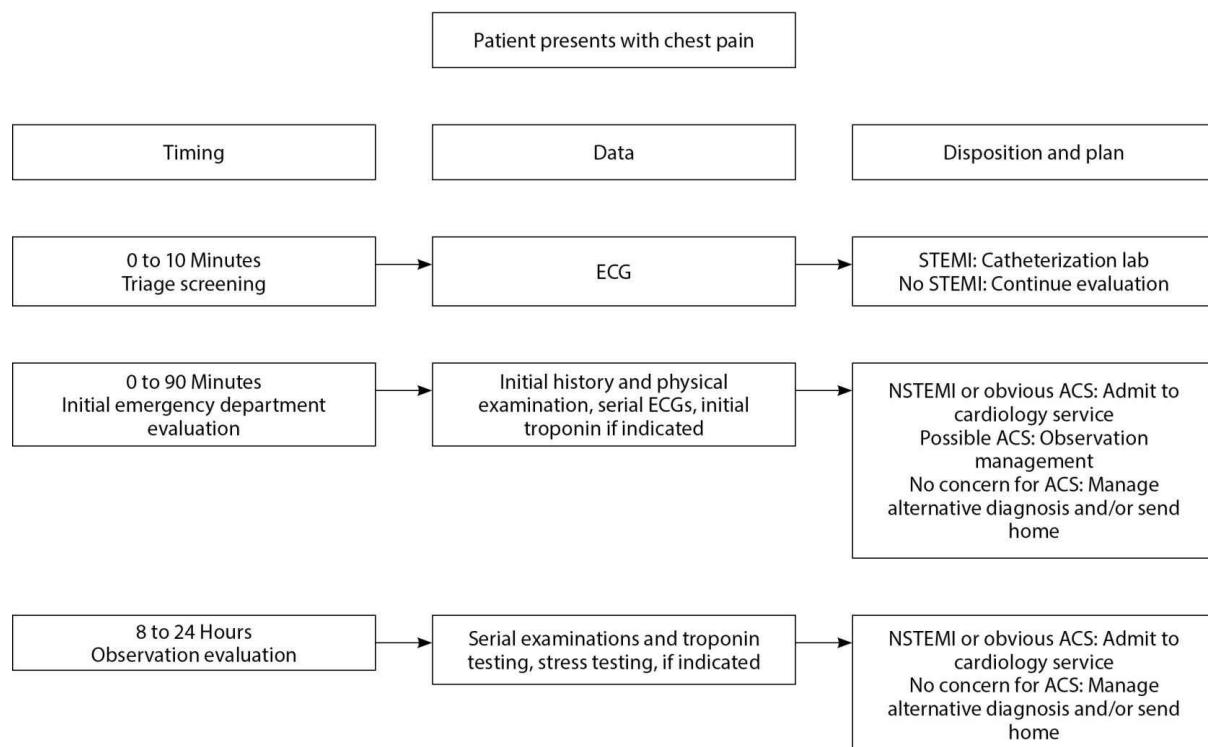 Patient presents with chest pain
Timing
Data
Disposition and plan
0 to 10 Minutes
Triage screening
ECG
STEMI: Catheterization lab
No STEMI: Continue evaluation
0 to 90 Minutes
Initial emergency department
evaluation
Initial history and physical
examination, serial ECGs, initial
troponin if indicated
NSTEMI or obvious ACS: Admit to
cardiology service
Possible ACS: Observation
management
No concern for ACS: Manage
alternative diagnosis and/or send
home
8 to 24 Hours
Observation evaluation
Serial examinations and troponin
testing, stress testing, if indicated
NSTEMI or obvious ACS: Admit to
cardiology service
No concern for ACS: Manage
alternative diagnosis and/or send
home